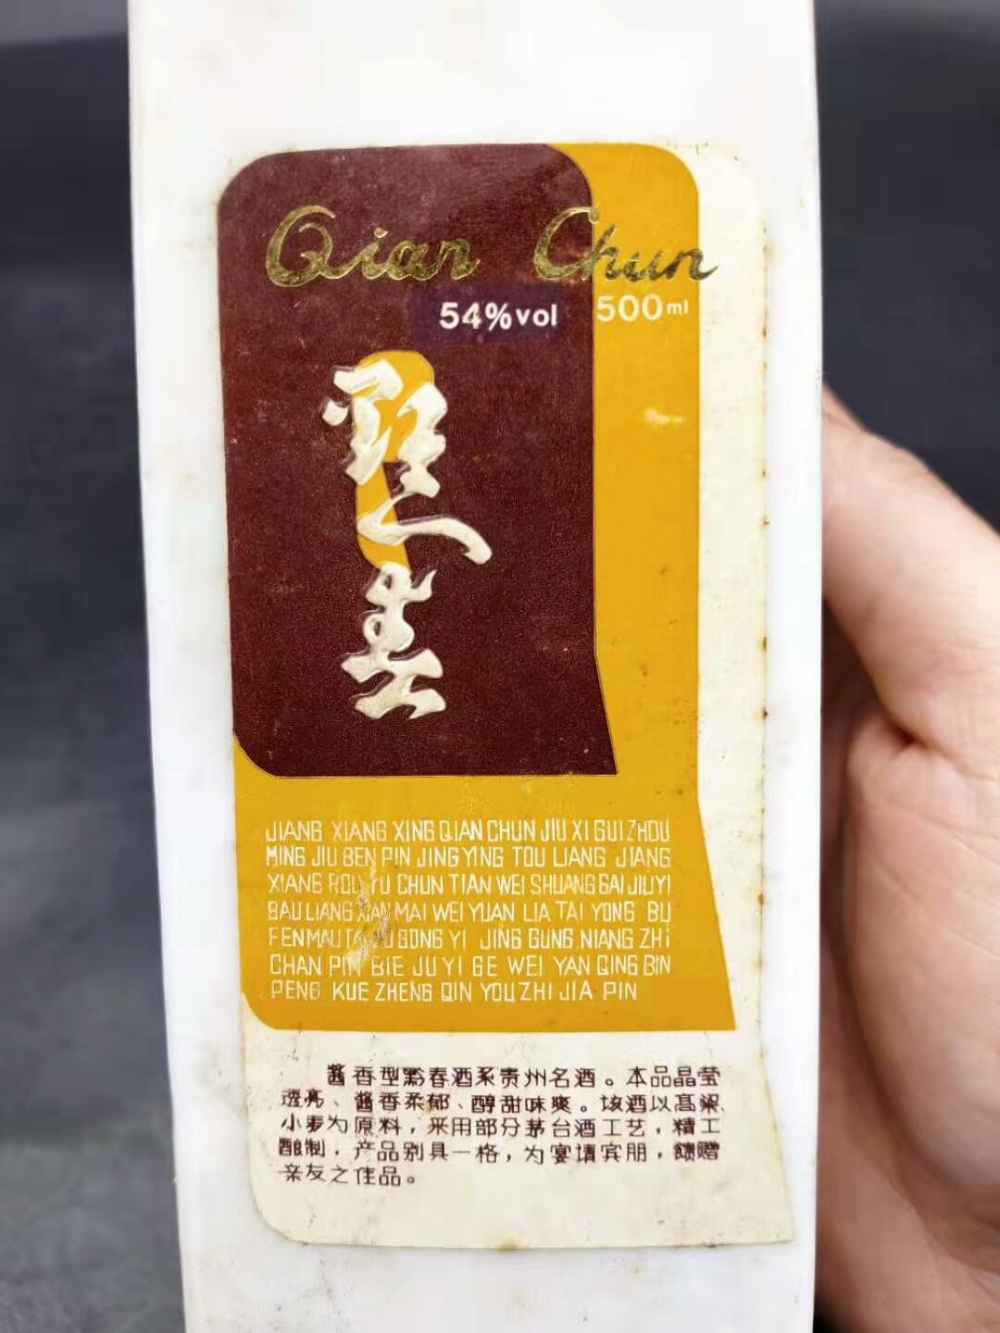 Qian Chun
54%vol 500ml
JIANG XIANG XING QIAN CHUN JIU XI GUI ZHOU
MING JIU BEN PIN JING YING TOU LIANG JIANG
XIANG ROU YU CHUN TIAN WEI SHUANG GAI JIU YI
GAU LIANG XIAN MAI WEI YUAN LIA TAI YONG BU
FEN MAU TAI GONG YI JING GUNG NIANG ZHI
CHAN PIN BIE JU YI GE WEI YAN QING BIN
PENG KUE ZHENG QIN YOU ZHI JIA PIN
酱香型黔春酒系贵州名酒。本品晶莹
透亮、酱香柔郁、醇甜味爽。该酒以高粱、
小麦为原料，采用部分茅台酒工艺，精工
酿制，产品别具一格，为宴请宾朋，馈赠
亲友之佳品。